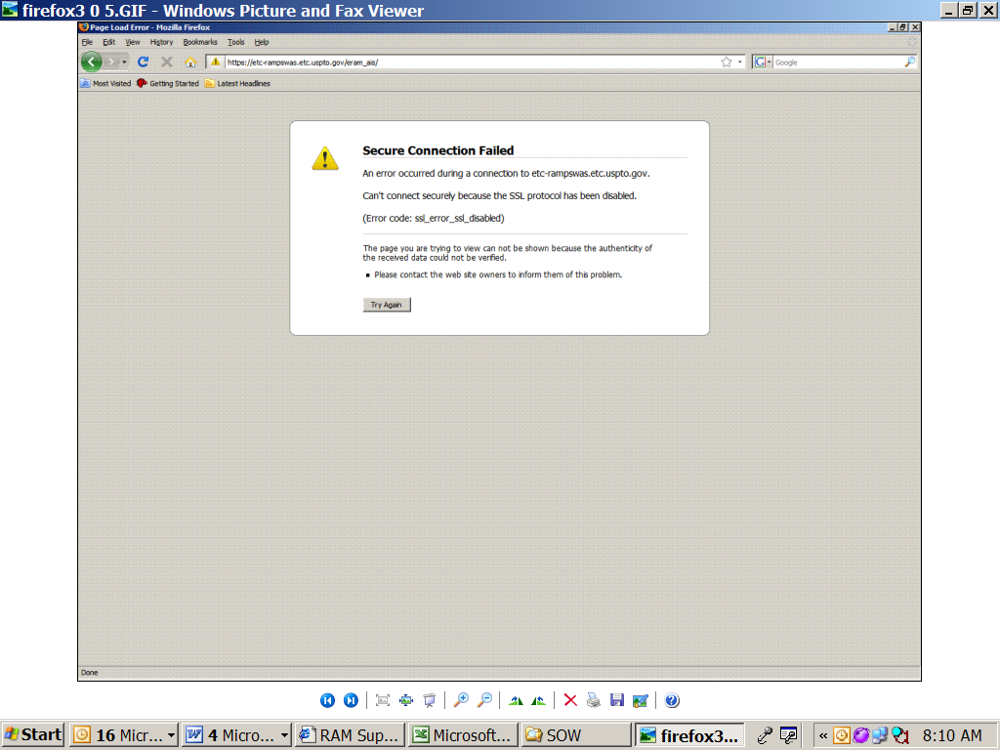 firefox3 0 5.GIF - Windows Picture and Fax Viewer
Page Load Error - Mozilla Firefox
File Edit View History Bookmarks Tools Help
https://etc-rampswas.etc.uspto.gov/eram_ais/
G Google
Most Visited Getting Started Latest Headlines
Secure Connection Failed
An error occurred during a connection to etc-rampswas.etc.uspto.gov.
Can't connect securely because the SSL protocol has been disabled.
(Error code: ssl_error_ssl_disabled)
The page you are trying to view can not be shown because the authenticity of
the received data could not be verified.
Please contact the web site owners to inform them of this problem.
Try Again
Done
Start 16 Micr... 4 Micro... RAM Sup... Microsoft... SOW firefox3... « 8:10 AM